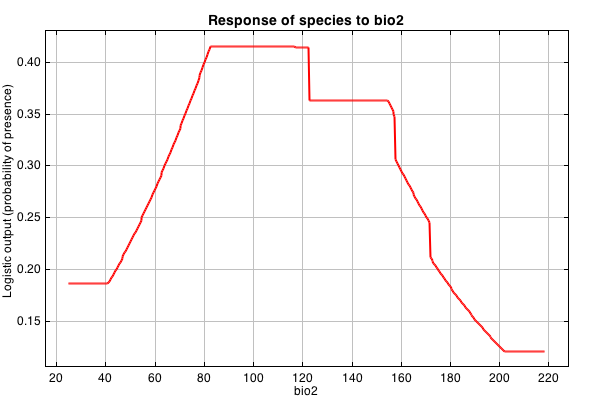 Response of species to bio2
Logistic output (probability of presence)
0.40
0.35
0.30
0.25
0.20
0.15
20 40 60 80 100 120 140 160 180 200 220
bio2